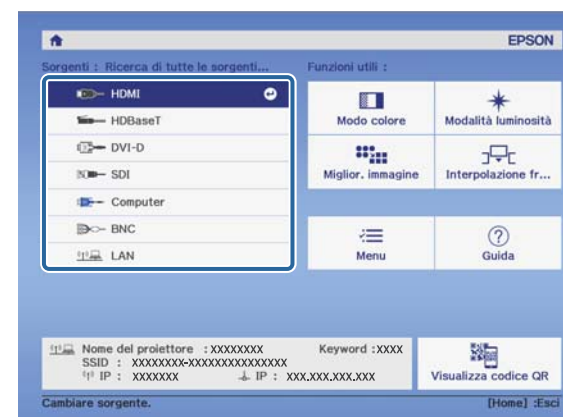 EPSON
Sorgenti : Ricerca di tutte le sorgenti...
Funzioni utili :
HDMI
HDBaseT
DVI-D
SDI
Computer
BNC
LAN
Modo colore
Modalità luminosità
Miglior. immagine
Interpolazione fr...
Menu
Guida
Nome del proiettore : XXXXXXXX
Keyword :XXXX
SSID : XXXXXXXX-XXXXXXXXXXXXXX
IP : XXXXXXX
IP : XXX.XXX.XXX.XXX
Visualizza codice QR
Cambiare sorgente.
[Home] :Esci